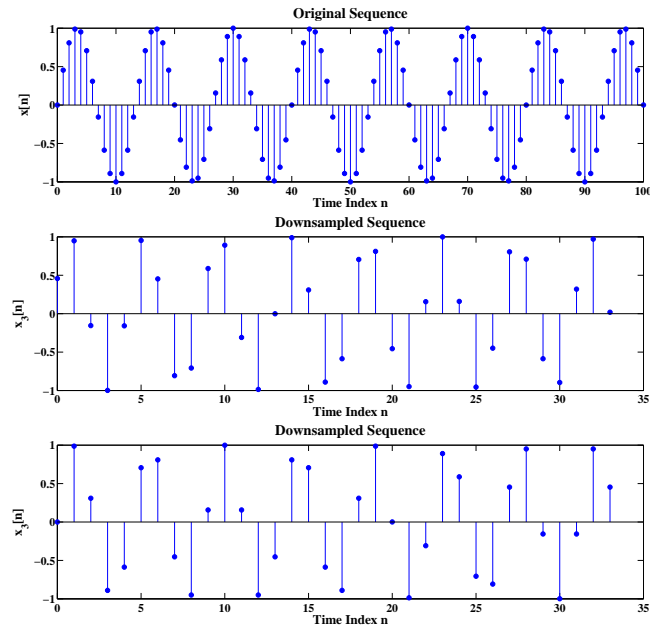 Original Sequence
1
0.5
0
−0.5
−1
x[n]
0 10 20 30 40 50 60 70 80 90 100
Time Index n
Downsampled Sequence
1
0.5
0
−0.5
−1
x_3[n]
0 5 10 15 20 25 30 35
Time Index n
Downsampled Sequence
1
0.5
0
−0.5
−1
x_3[n]
0 5 10 15 20 25 30 35
Time Index n